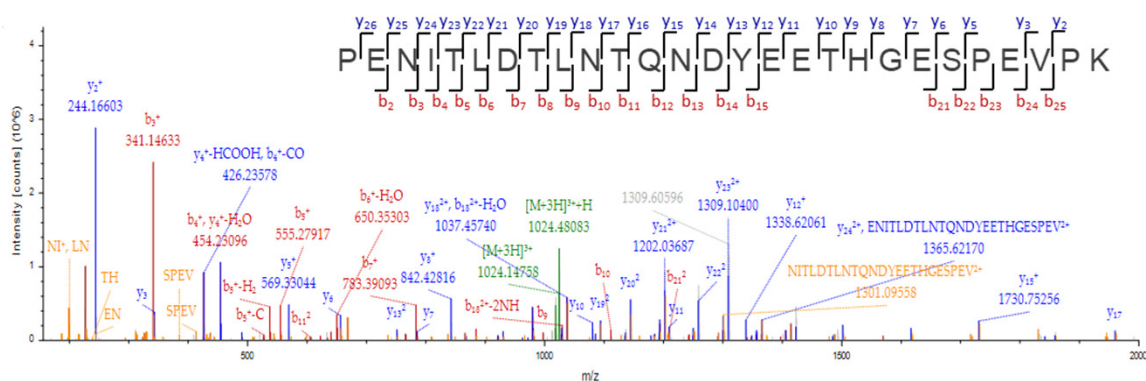 y26 y25 y24 y23 y22 y21 y20 y19 y18 y17 y16 y15 y14 y13 y12 y11 y10 y9 y8 y7 y6 y5 y3 y2
PENITLDTLNTQNDYEETHGESPEVPK
b2 b3 b4 b5 b6 b7 b8 b9 b10 b11 b12 b13 b14 b15 b21 b22 b23 b24 b25
Intensity [counts] (10^6)
4
3
2
1
0
y2+
244.16603
b3+
341.14633
y4+-HCOOH, b4+-CO
426.23578
b4+, y4+-H2O
454.23096
b5+
555.27917
b6+-H2O
650.35303
y18 2+, b18 2+-H2O
1037.45740
[M+3H]3++H
1024.48083
[M+3H]3+
1024.14758
1309.60596
y23 2+
1309.10400
y12+
1338.62061
y24 2+, ENITLDTLNTQNDYEETHGESPEV2+
1365.62170
y21 2+
1202.03687
NI+, LN
TH
EN
y3
SPEV
SPEV
b5+-H2
b5+-C
b11 2
y5+
569.33044
y6
b7+
783.39093
y13 2
y7
y8+
842.42816
b18 2+-2NH
b9
y10
y19 2
b10
y20 2
y11
b21 2
y22 2
NITLDTLNTQNDYEETHGESPEV2+
1301.09558
y15+
1730.75256
y17
500
1000
1500
2000
m/z